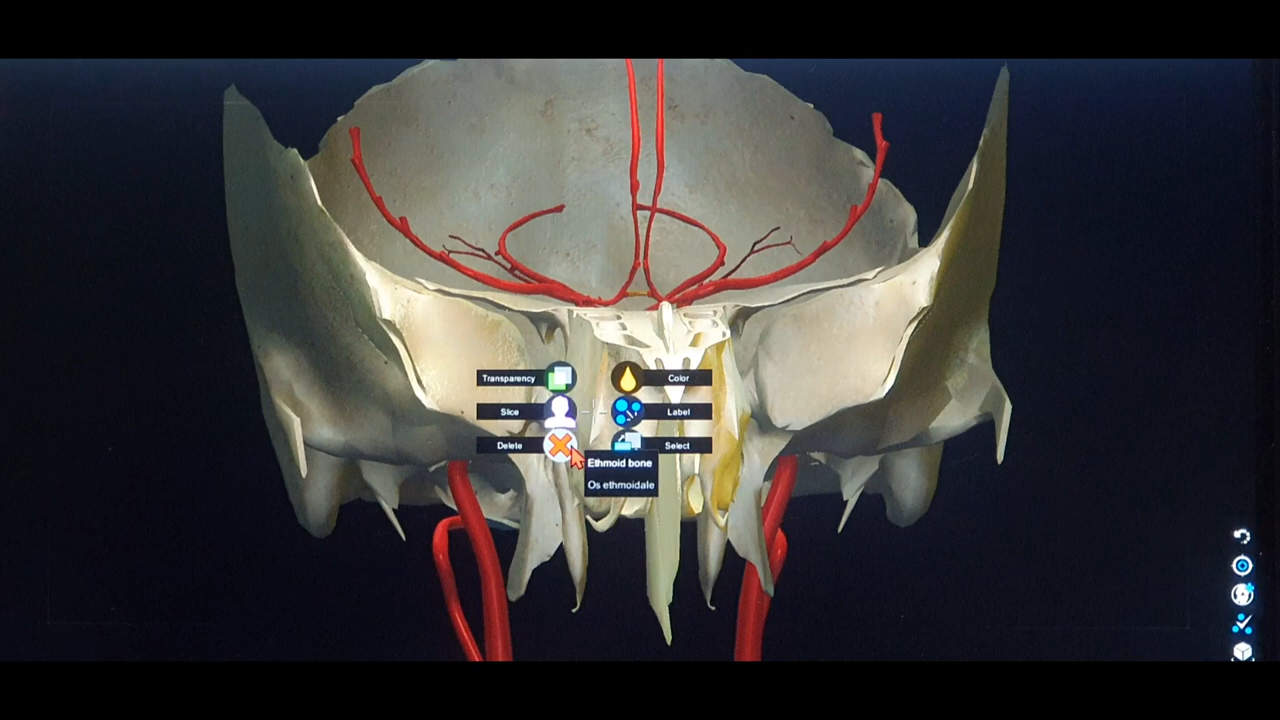 Transparency
Color
Slice
Label
Delete
Select
Ethmoid bone
Os ethmoidale